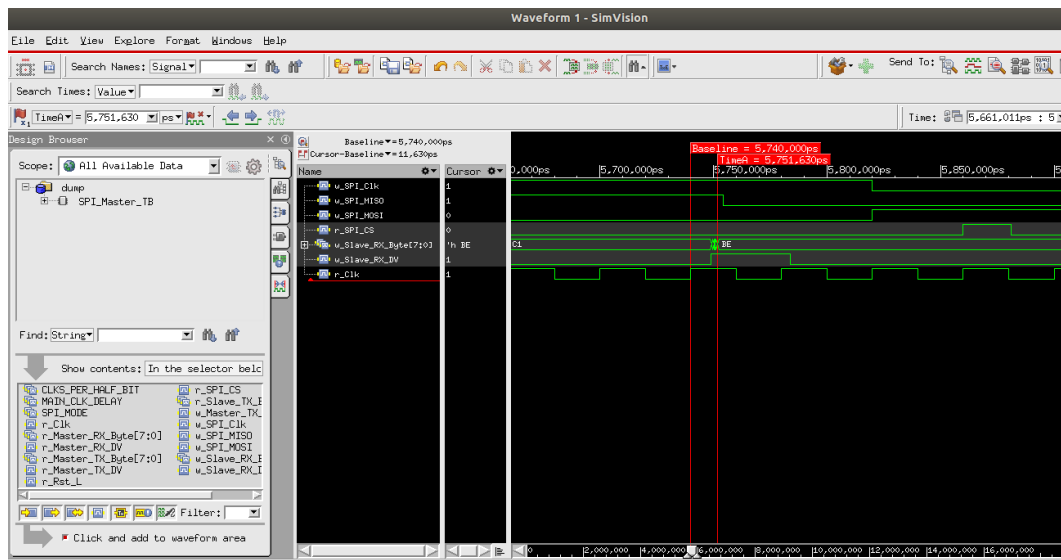 Waveform 1 - SimVision
File Edit View Explore Format Windows Help
Search Names: Signal
Send To:
Search Times: Value
TimeA = 5,751,630 ps
Time: 5,661,011ps : 5
Design Browser
Baseline = 5,740,000ps
Cursor-Baseline = 11,630ps
Baseline = 5,740,000ps
TimeA = 5,751,630ps
Scope: All Available Data
Name Cursor
0,000ps 5,700,000ps 5,750,000ps 5,800,000ps 5,850,000ps 5
dump
SPI_Master_TB
w_SPI_Clk 1
w_SPI_MISO 1
w_SPI_MOSI 0
r_SPI_CS 0
w_Slave_RX_Byte[7:0] 'h BE C1 BE
w_Slave_RX_DV 1
r_Clk 1
Find: String
Show contents: In the selector belc
CLKS_PER_HALF_BIT r_SPI_CS
MAIN_CLK_DELAY r_Slave_TX_B
SPI_MODE w_Master_TX_
r_Clk w_SPI_Clk
r_Master_RX_Byte[7:0] w_SPI_MISO
r_Master_RX_DV w_SPI_MOSI
r_Master_TX_Byte[7:0] w_Slave_RX_B
r_Master_TX_DV w_Slave_RX_D
r_Rst_L
Filter:
Click and add to waveform area
0 2,000,000 4,000,000 6,000,000 8,000,000 10,000,000 12,000,000 14,000,000 16,000,000